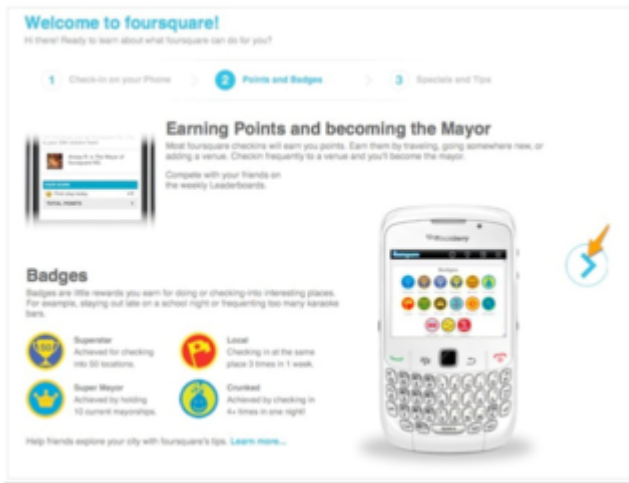 Welcome to foursquare!
Hi there! Ready to learn about what foursquare can do for you?
1 Check-in on your Phone
2 Points and Badges
3 Specials and Tips
Earning Points and becoming the Mayor
Most foursquare checkins will earn you points. Earn them by traveling, going somewhere new, or
adding a venue. Checkin frequently to a venue and you'll become the mayor.
Compete with your friends on
the weekly Leaderboards.
TOTAL POINTS
BlackBerry
foursquare
Badges
Badges
Badges are little rewards you earn for doing or checking into interesting places.
For example, staying out late on a school night or frequenting too many karaoke
bars.
50
Superstar
Achieved for checking
into 50 locations.
Local
Checking in at the same
place 3 times in 1 week.
Super Mayor
Achieved by holding
10 current mayorships.
Crunked
Achieved by checking in
4+ times in one night!
Help friends explore your city with foursquare's tips. Learn more...